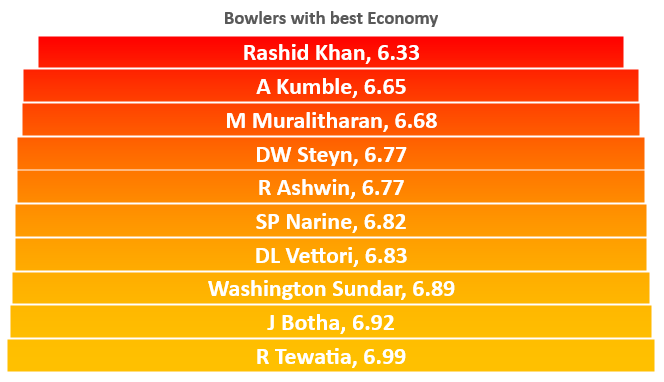 Bowlers with best Economy
Rashid Khan, 6.33
A Kumble, 6.65
M Muralitharan, 6.68
DW Steyn, 6.77
R Ashwin, 6.77
SP Narine, 6.82
DL Vettori, 6.83
Washington Sundar, 6.89
J Botha, 6.92
R Tewatia, 6.99